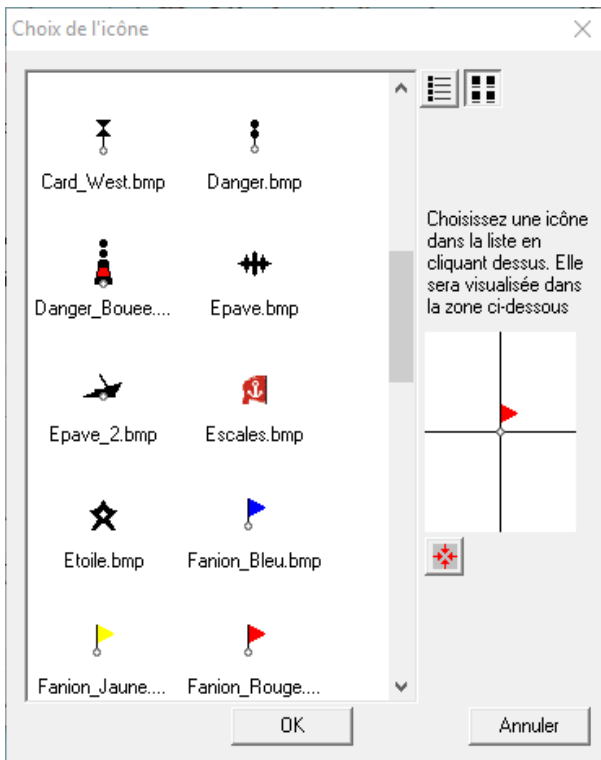 Choix de l'icône
Card_West.bmp
Danger.bmp
Danger_Bouee....
Epave.bmp
Epave_2.bmp
Escales.bmp
Etoile.bmp
Fanion_Bleu.bmp
Fanion_Jaune....
Fanion_Rouge....
Choisissez une icône
dans la liste en
cliquant dessus. Elle
sera visualisée dans
la zone ci-dessous
OK
Annuler